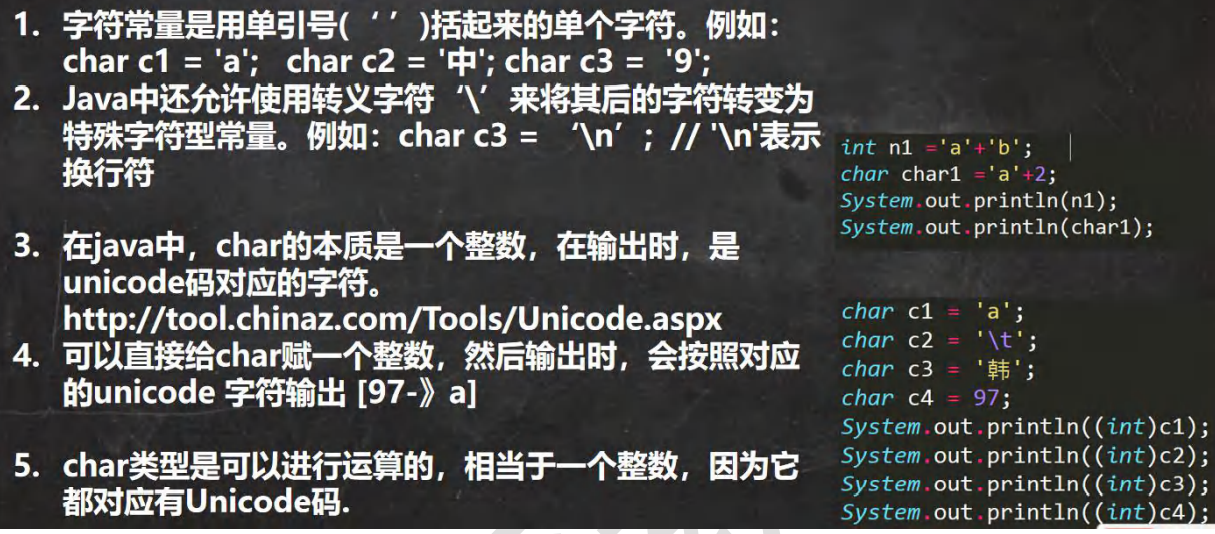 1. 字符常量是用单引号(‘ ’)括起来的单个字符。例如:
char c1 = 'a'; char c2 = '中'; char c3 = '9';
2. Java中还允许使用转义字符‘\’来将其后的字符转变为
特殊字符型常量。例如：char c3 = ‘\n’; // '\n'表示
换行符
3. 在java中，char的本质是一个整数，在输出时，是
unicode码对应的字符。
http://tool.chinaz.com/Tools/Unicode.aspx
4. 可以直接给char赋一个整数，然后输出时，会按照对应
的unicode 字符输出 [97-》a]
5. char类型是可以进行运算的，相当于一个整数，因为它
都对应有Unicode码.
int n1 ='a'+'b';
char char1 ='a'+2;
System.out.println(n1);
System.out.println(char1);
char c1 = 'a';
char c2 = '\t';
char c3 = '韩';
char c4 = 97;
System.out.println((int)c1);
System.out.println((int)c2);
System.out.println((int)c3);
System.out.println((int)c4);